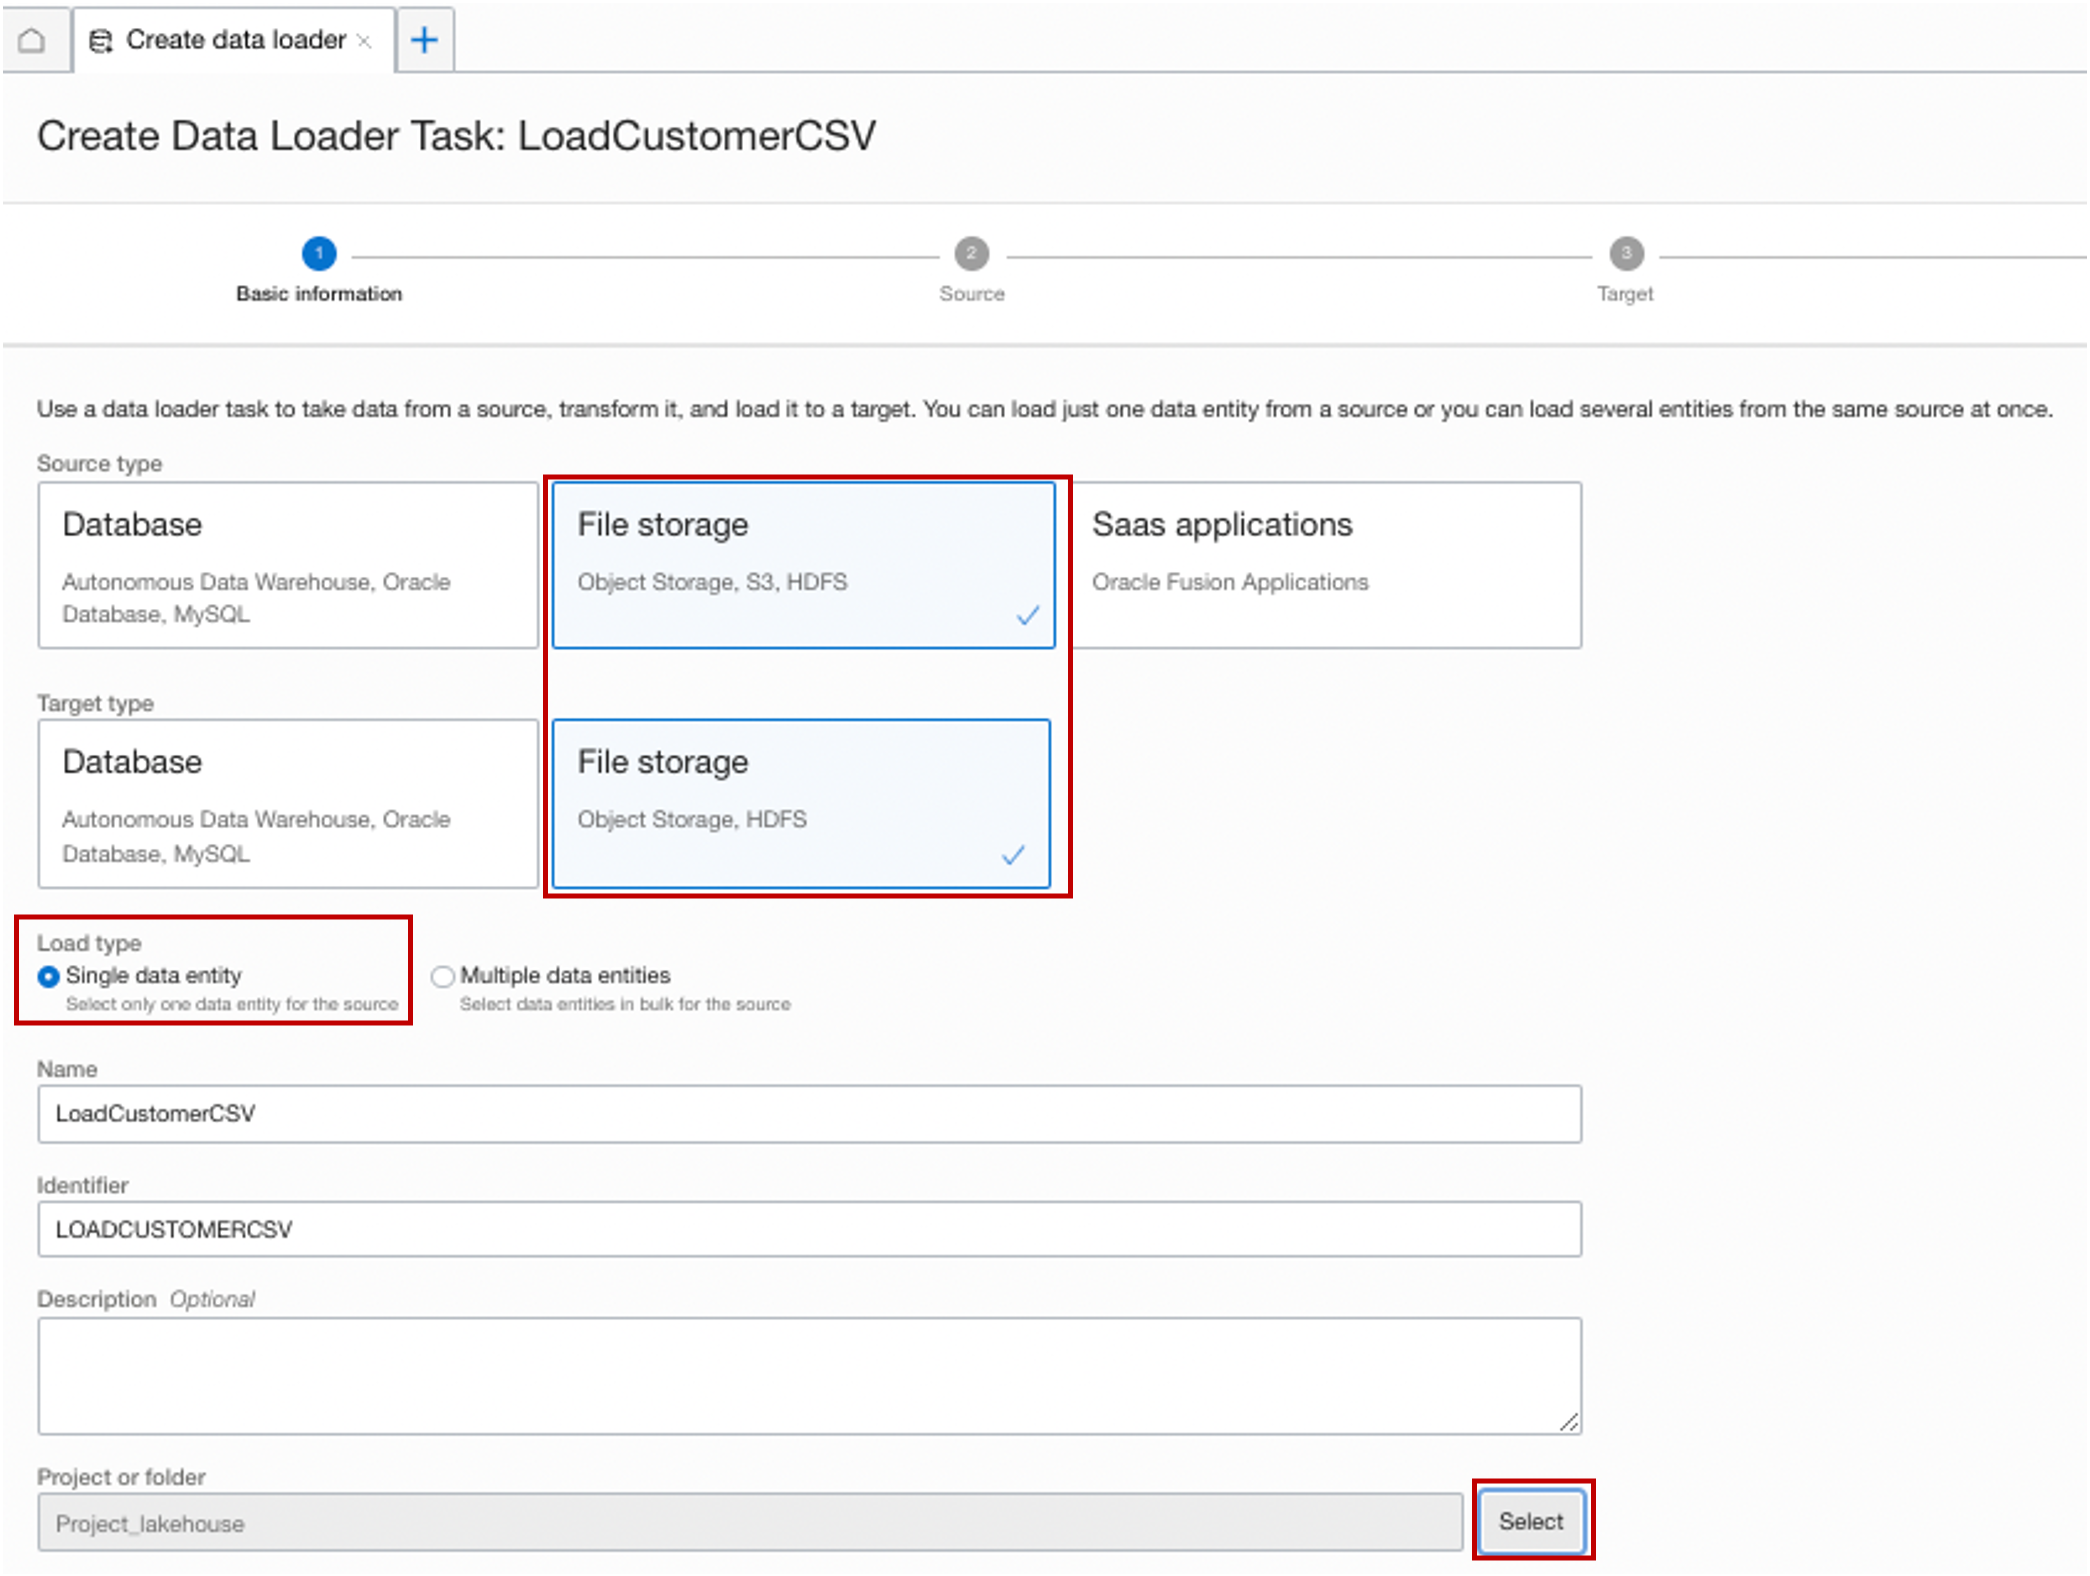 Create data loader
Create Data Loader Task: LoadCustomerCSV
1
2
3
Basic information
Source
Target
Use a data loader task to take data from a source, transform it, and load it to a target. You can load just one data entity from a source or you can load several entities from the same source at once.
Source type
Database
Autonomous Data Warehouse, Oracle
Database, MySQL
File storage
Object Storage, S3, HDFS
Saas applications
Oracle Fusion Applications
Target type
Database
Autonomous Data Warehouse, Oracle
Database, MySQL
File storage
Object Storage, HDFS
Load type
Single data entity
Select only one data entity for the source
Multiple data entities
Select data entities in bulk for the source
Name
LoadCustomerCSV
Identifier
LOADCUSTOMERCSV
Description Optional
Project or folder
Project_lakehouse
Select